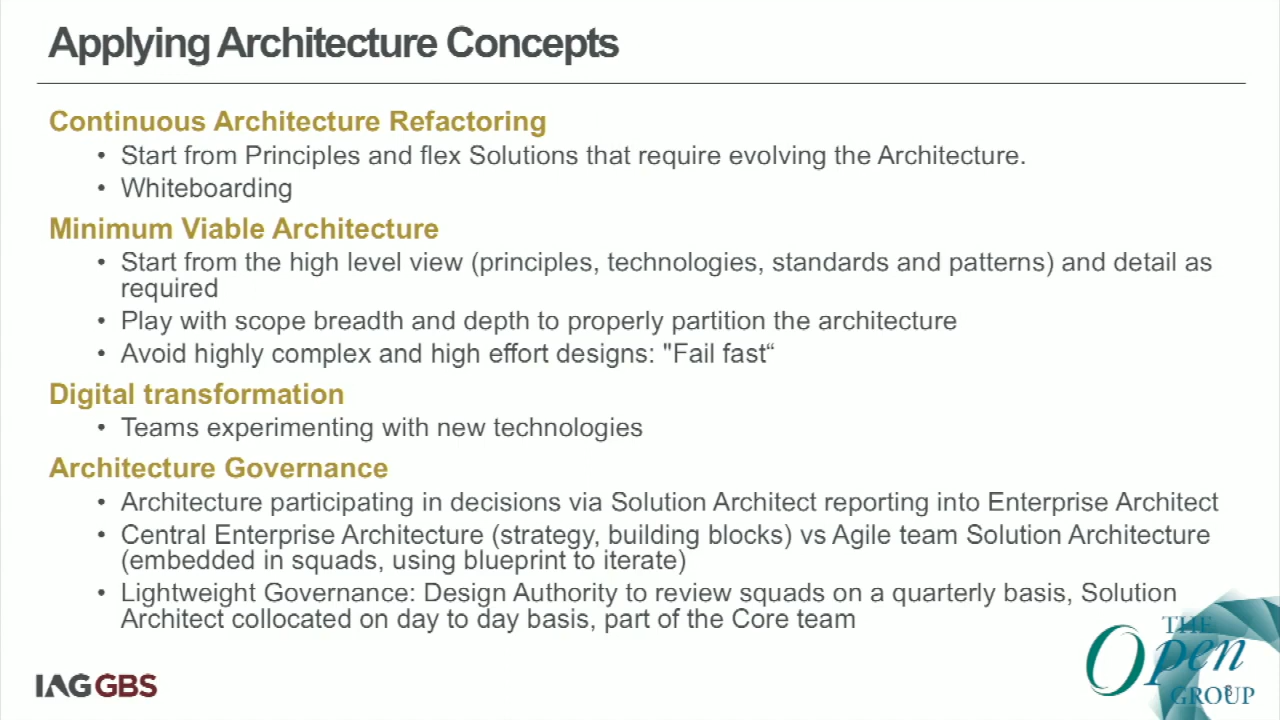 Applying Architecture Concepts
Continuous Architecture Refactoring
• Start from Principles and flex Solutions that require evolving the Architecture.
• Whiteboarding
Minimum Viable Architecture
• Start from the high level view (principles, technologies, standards and patterns) and detail as
required
• Play with scope breadth and depth to properly partition the architecture
• Avoid highly complex and high effort designs: "Fail fast“
Digital transformation
• Teams experimenting with new technologies
Architecture Governance
• Architecture participating in decisions via Solution Architect reporting into Enterprise Architect
• Central Enterprise Architecture (strategy, building blocks) vs Agile team Solution Architecture
(embedded in squads, using blueprint to iterate)
• Lightweight Governance: Design Authority to review squads on a quarterly basis, Solution
Architect collocated on day to day basis, part of the Core team
IAG GBS
THE
Open
GROUP
8